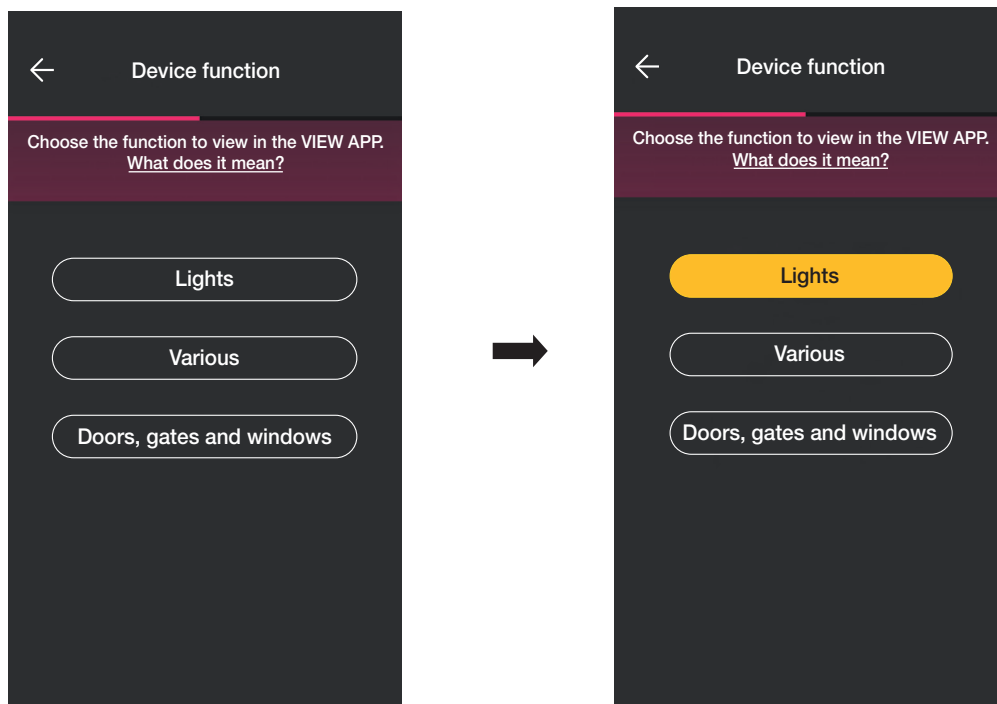 Device function
Choose the function to view in the VIEW APP.
What does it mean?
Lights
Various
Doors, gates and windows
Device function
Choose the function to view in the VIEW APP.
What does it mean?
Lights
Various
Doors, gates and windows